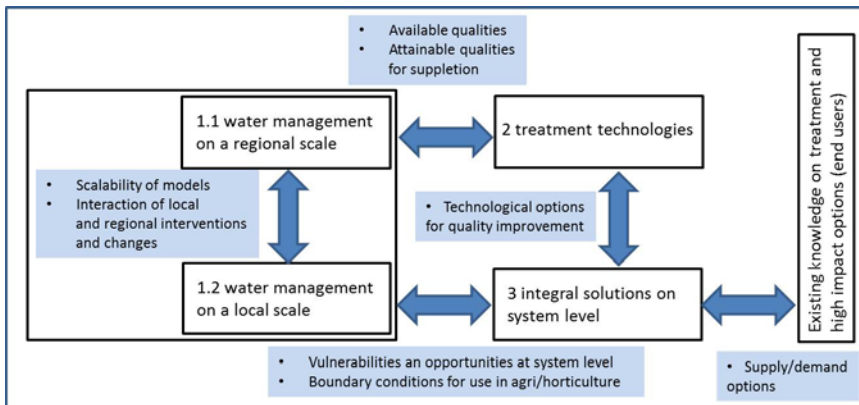 • Available qualities
• Attainable qualities
for suppletion
1.1 water management
on a regional scale
2 treatment technologies
• Scalability of models
• Interaction of local
and regional interventions
and changes
• Technological options
for quality improvement
1.2 water management
on a local scale
3 integral solutions on
system level
Existing knowledge on treatment and
high impact options (end users)
• Vulnerabilities an opportunities at system level
• Boundary conditions for use in agri/horticulture
• Supply/demand
options